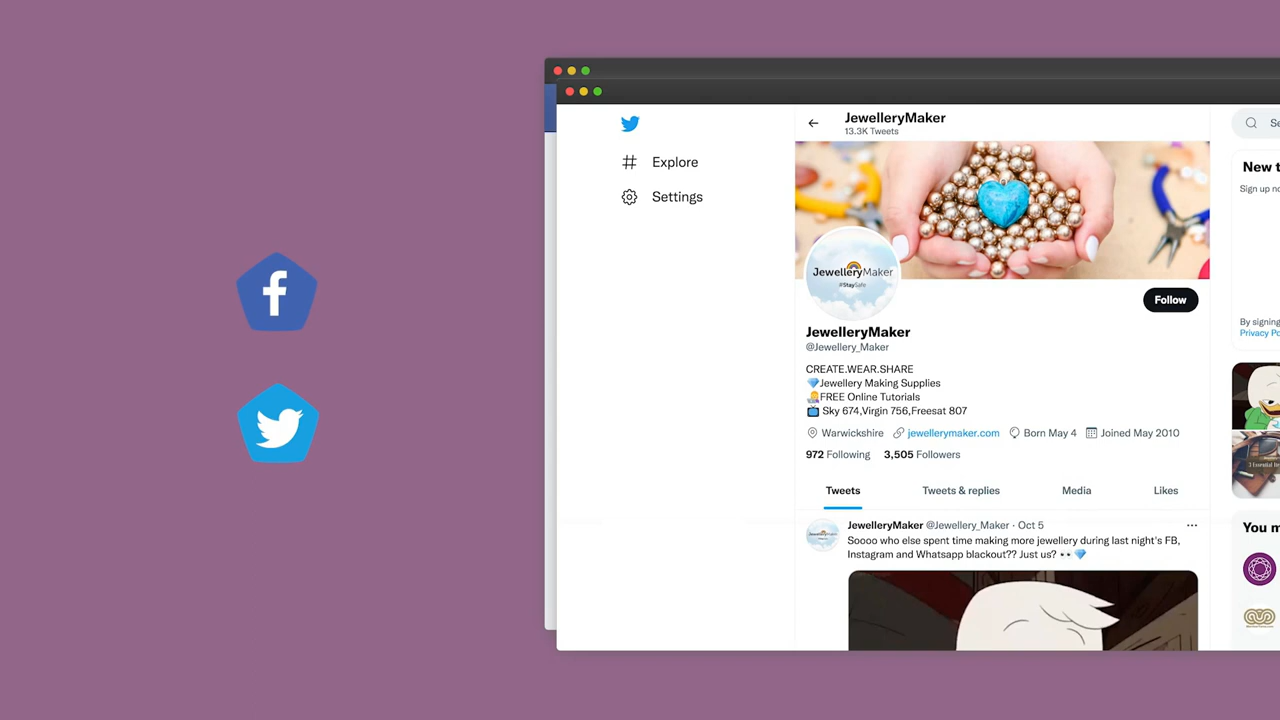 JewelleryMaker
13.3K Tweets
Explore
Settings
JewelleryMaker
#StaySafe
Follow
JewelleryMaker
@Jewellery_Maker
CREATE.WEAR.SHARE
💎Jewellery Making Supplies
FREE Online Tutorials
📺 Sky 674,Virgin 756,Freesat 807
Warwickshire jewellerymaker.com Born May 4 Joined May 2010
972 Following 3,505 Followers
Tweets Tweets & replies Media Likes
JewelleryMaker @Jewellery_Maker · Oct 5
Soooo who else spent time making more jewellery during last night's FB,
Instagram and Whatsapp blackout?? Just us? 👀 💎
Se
New t
Sign up no
By signing
Privacy Po
You m